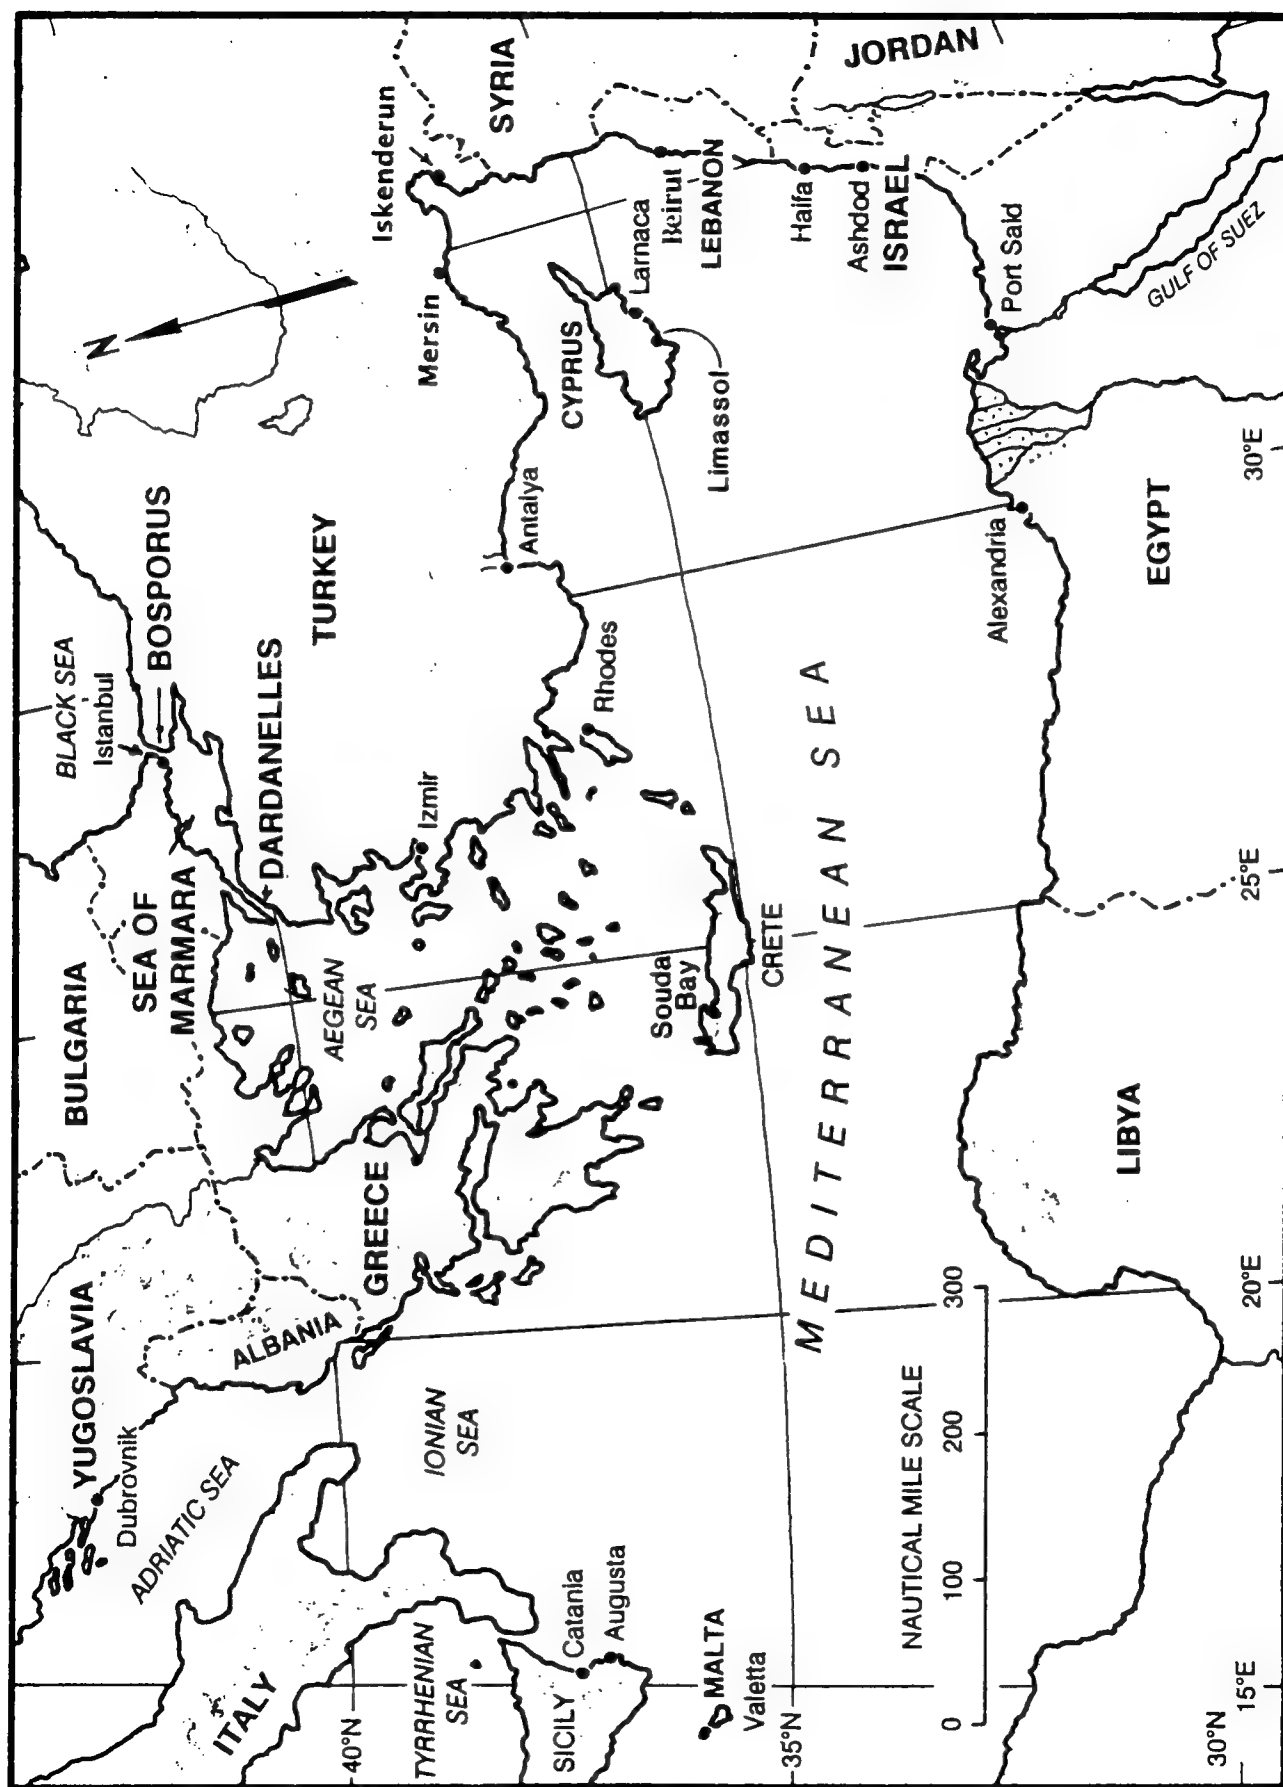 YUGOSLAVIA
Dubrovnik
ADRIATIC SEA
ITALY
40°N
TYRRHENIAN
SEA
SICILY
Catania
Augusta
MALTA
Valetta
35°N
IONIAN
SEA
ALBANIA
GREECE
BULGARIA
SEA OF
MARMARA
BLACK SEA
Istanbul
BOSPORUS
DARDANELLES
AEGEAN
SEA
Izmir
TURKEY
Antalya
Rhodes
Souda
Bay
CRETE
MEDITERRANEAN SEA
N
Mersin
Iskenderun
SYRIA
CYPRUS
Larnaca
Limassol
Beirut
LEBANON
Haifa
Ashdod
ISRAEL
JORDAN
Port Said
GULF OF SUEZ
Alexandria
EGYPT
LIBYA
NAUTICAL MILE SCALE
0 100 200 300
30°N
15°E
20°E
25°E
30°E